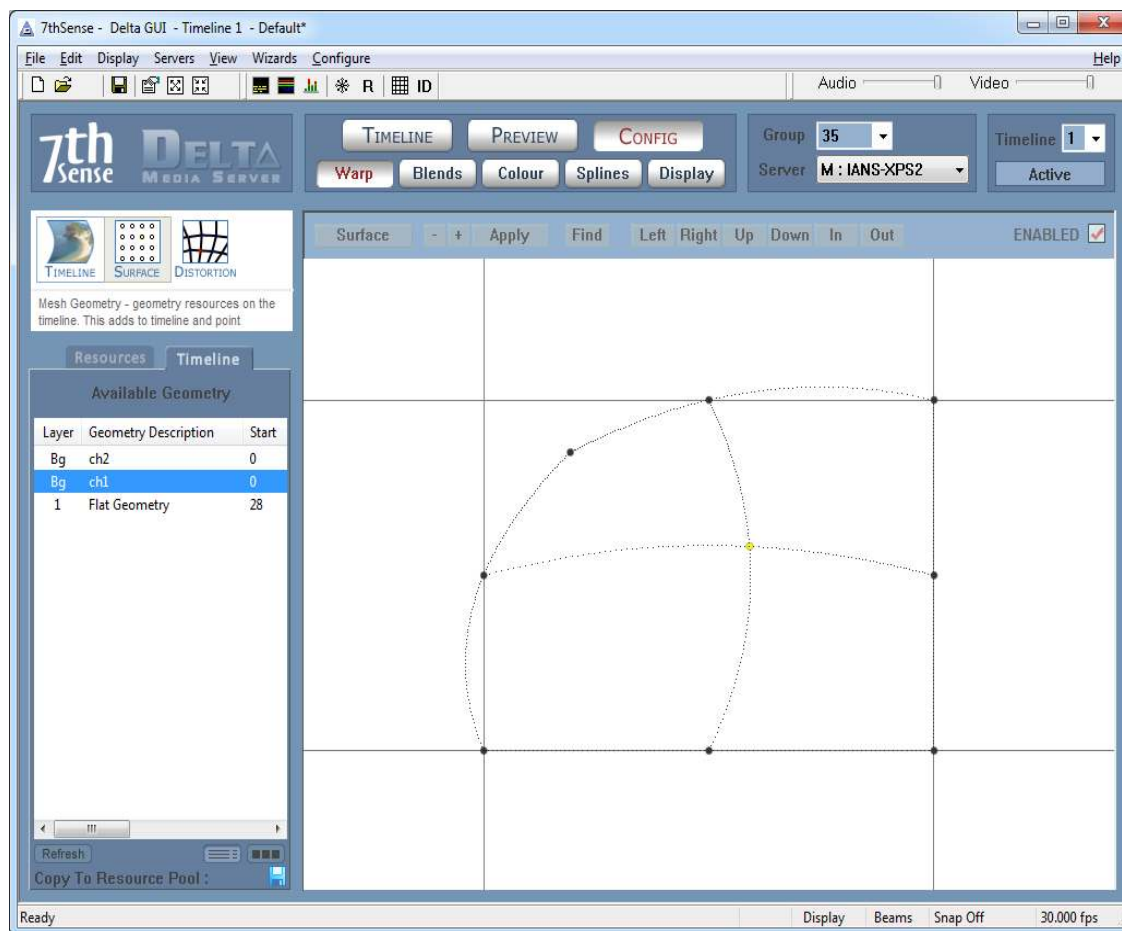 7thSense - Delta GUI - Timeline 1 - Default*
File Edit Display Servers View Wizards Configure Help
R ID Audio Video
7th Sense DELTA MEDIA SERVER
TIMELINE PREVIEW CONFIG
Warp Blends Colour Splines Display
Group 35
Server M : IANS-XPS2
Timeline 1
Active
TIMELINE SURFACE DISTORTION
Surface - + Apply Find Left Right Up Down In Out ENABLED
Mesh Geometry - geometry resources on the
timeline. This adds to timeline and point
Resources Timeline
Available Geometry
Layer Geometry Description Start
Bg ch2 0
Bg ch1 0
1 Flat Geometry 28
Refresh
Copy To Resource Pool :
Ready Display Beams Snap Off 30.000 fps